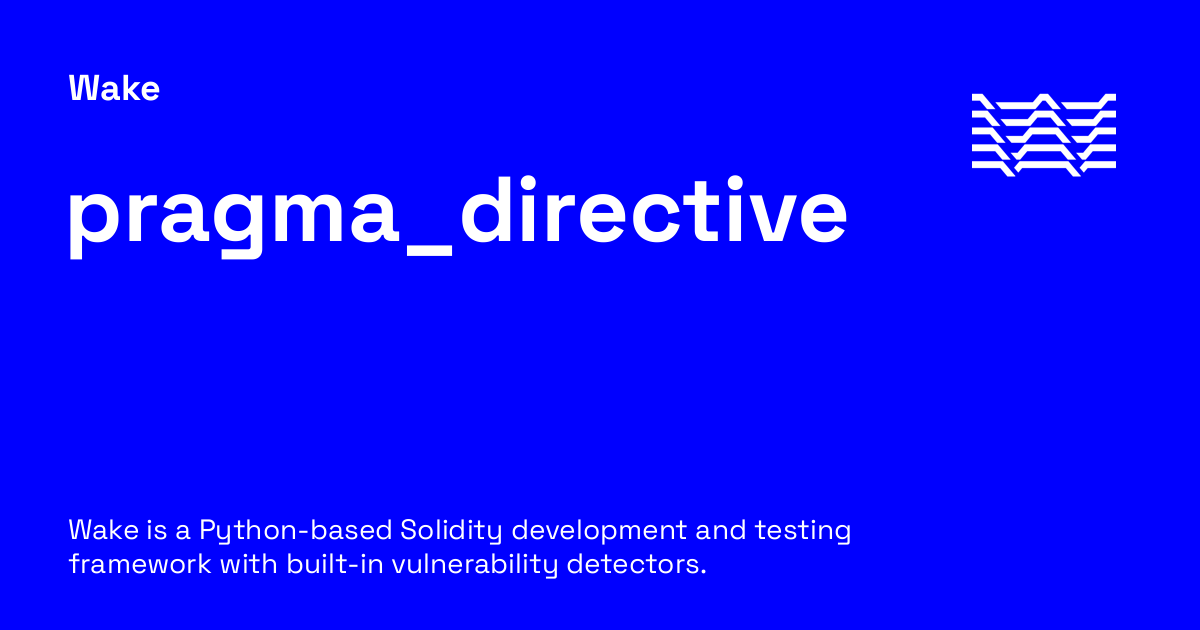 Wake
pragma_directive
Wake is a Python-based Solidity development and testing
framework with built-in vulnerability detectors.